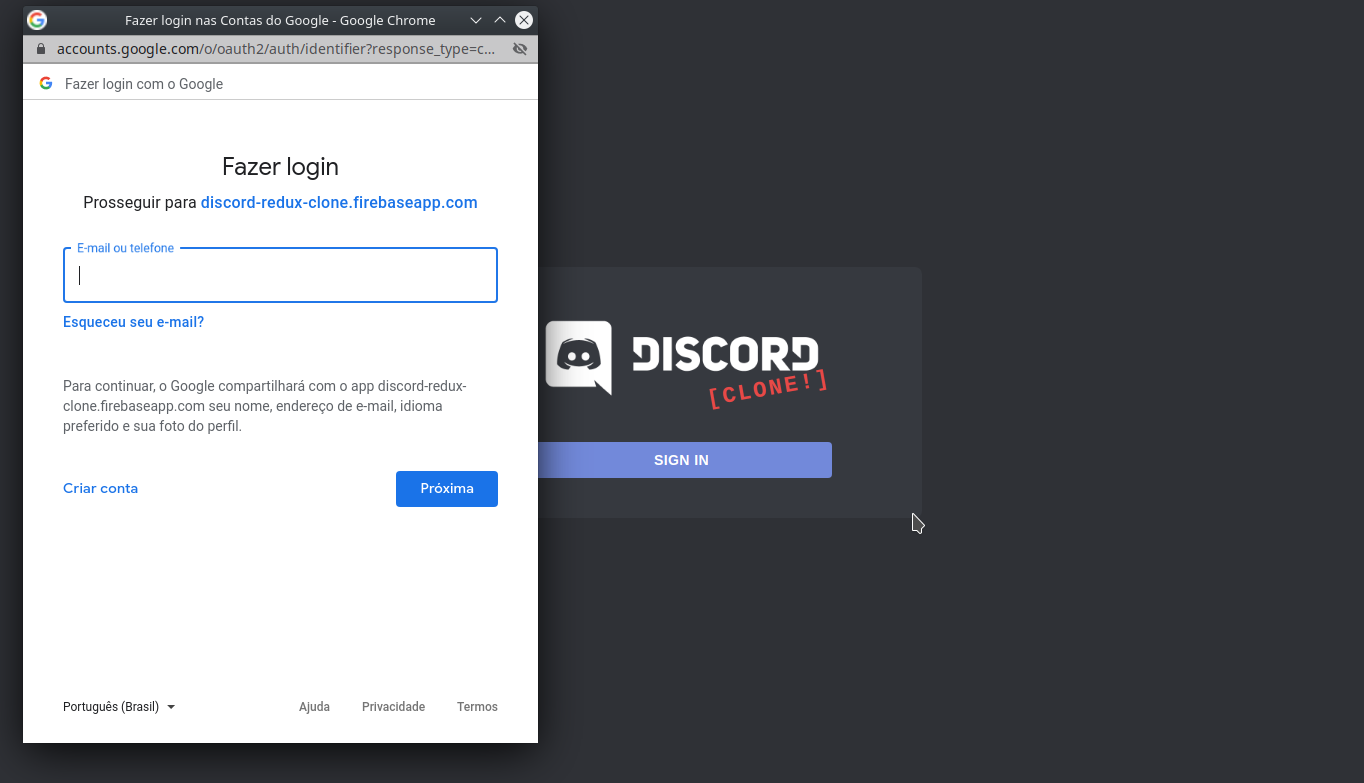 Fazer login nas Contas do Google - Google Chrome
accounts.google.com/o/oauth2/auth/identifier?response_type=c...
Fazer login com o Google
Fazer login
Prosseguir para discord-redux-clone.firebaseapp.com
E-mail ou telefone
Esqueceu seu e-mail?
Para continuar, o Google compartilhará com o app discord-redux-
clone.firebaseapp.com seu nome, endereço de e-mail, idioma
preferido e sua foto do perfil.
Criar conta
Próxima
Português (Brasil)
Ajuda
Privacidade
Termos
DISCORD
[CLONE!]
SIGN IN